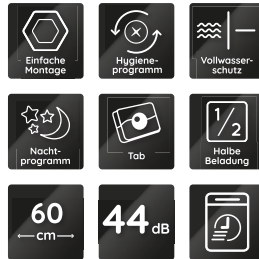 Einfache
Montage
Hygiene-
programm
Vollwasser-
schutz
Nacht-
programm
Tab
1/2
Halbe
Beladung
60
cm
44 dB